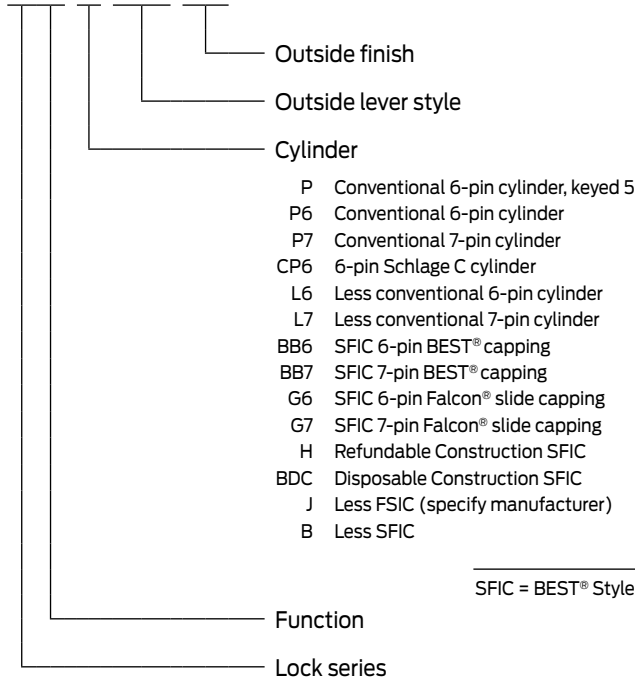 Outside finish
Outside lever style
Cylinder
P Conventional 6-pin cylinder, keyed 5
P6 Conventional 6-pin cylinder
P7 Conventional 7-pin cylinder
CP6 6-pin Schlage C cylinder
L6 Less conventional 6-pin cylinder
L7 Less conventional 7-pin cylinder
BB6 SFIC 6-pin BEST® capping
BB7 SFIC 7-pin BEST® capping
G6 SFIC 6-pin Falcon® slide capping
G7 SFIC 7-pin Falcon® slide capping
H Refundable Construction SFIC
BDC Disposable Construction SFIC
J Less FSIC (specify manufacturer)
B Less SFIC
SFIC = BEST® Style
Function
Lock series